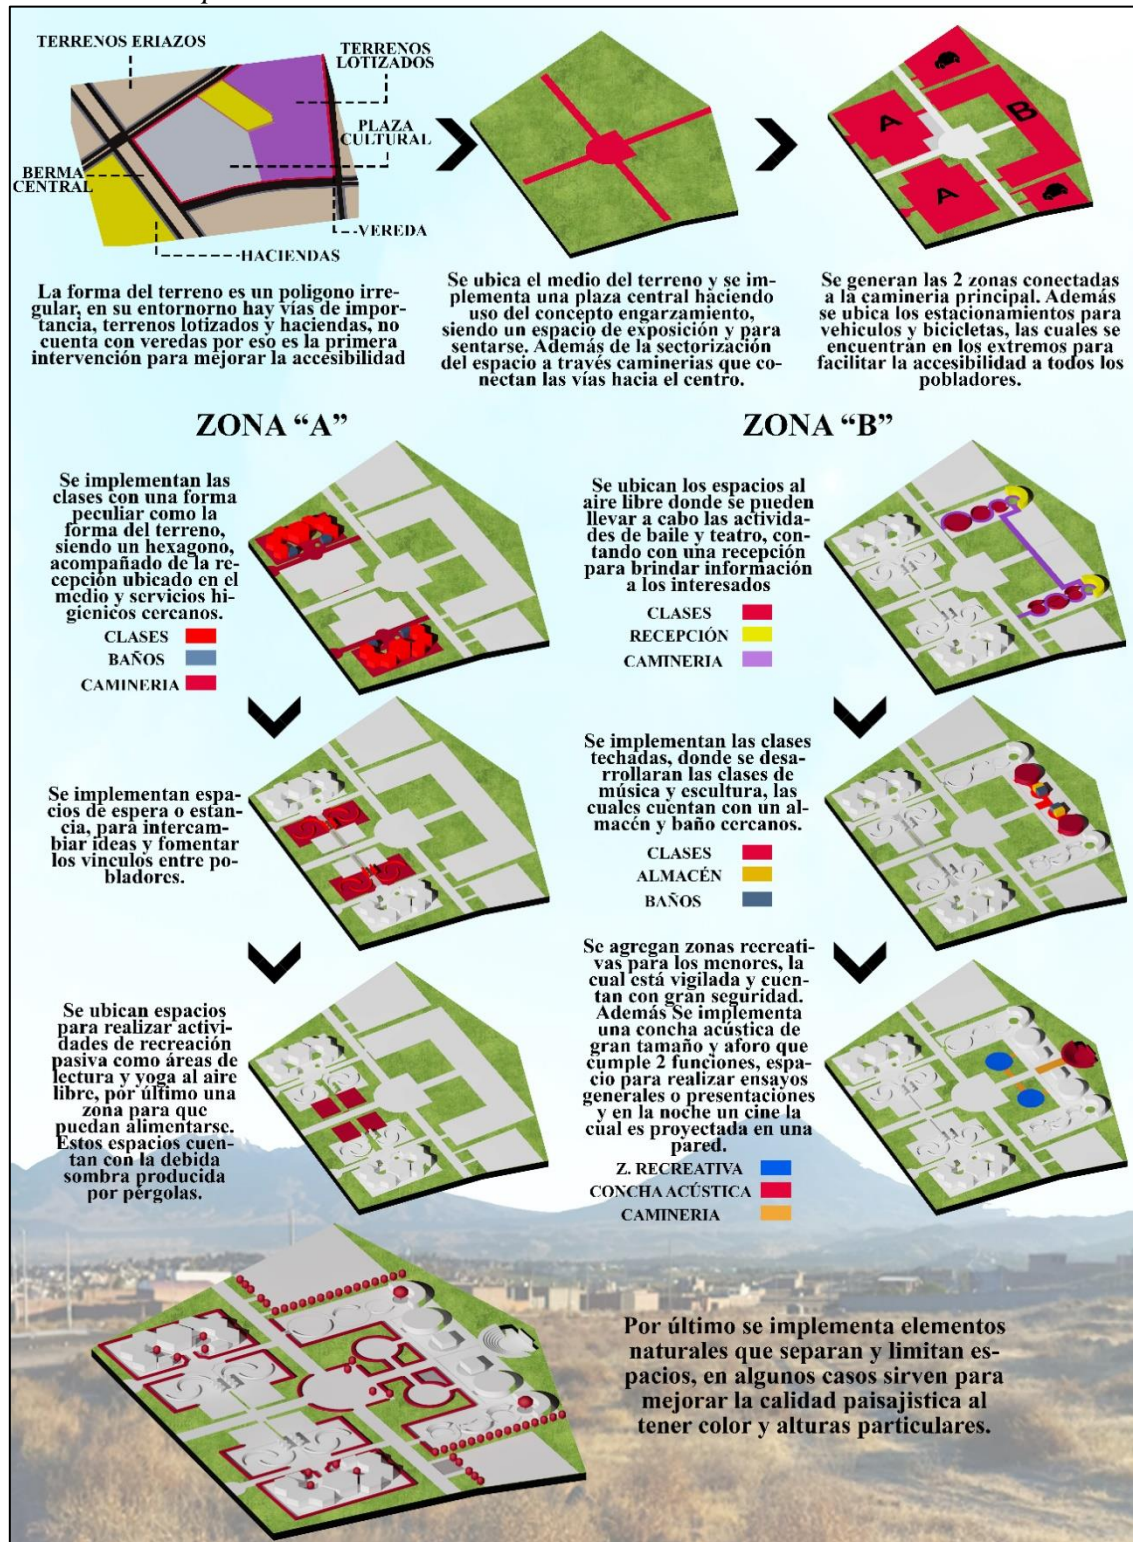 TERRENOS ERIAZOS
TERRENOS
LOTIZADOS
PLAZA
CULTURAL
BERMA
CENTRAL
VEREDA
HACIENDAS
La forma del terreno es un poligono irre-
gular, en su entornorno hay vías de impor-
tancia, terrenos lotizados y haciendas, no
cuenta con veredas por eso es la primera
intervención para mejorar la accesibilidad
Se ubica el medio del terreno y se im-
plementa una plaza central haciendo
uso del concepto engarzamiento,
siendo un espacio de exposición y para
sentarse. Además de la sectorización
del espacio a través caminerias que co-
nectan las vías hacia el centro.
A
B
A
Se generan las 2 zonas conectadas
a la camineria principal. Además
se ubica los estacionamientos para
vehiculos y bicicletas, las cuales se
encuentran en los extremos para
facilitar la accesibilidad a todos los
pobladores.
ZONA “A”
Se implementan las
clases con una forma
peculiar como la
forma del terreno,
siendo un hexagono,
acompañado de la re-
cepción ubicado en el
medio y servicios hi-
gienicos cercanos.
CLASES
BAÑOS
CAMINERIA
Se implementan espa-
cios de espera o estan-
cia, para intercam-
biar ideas y fomentar
los vinculos entre po-
bladores.
Se ubican espacios
para realizar activi-
dades de recreación
pasiva como áreas de
lectura y yoga al aire
libre, por último una
zona para que
puedan alimentarse.
Estos espacios cuen-
tan con la debida
sombra producida
por pérgolas.
ZONA “B”
Se ubican los espacios al
aire libre donde se pueden
llevar a cabo las activida-
des de baile y teatro, con-
tando con una recepción
para brindar información
a los interesados
CLASES
RECEPCIÓN
CAMINERIA
Se implementan las clases
techadas, donde se desa-
rrollaran las clases de
música y escultura, las
cuales cuentan con un al-
macén y baño cercanos.
CLASES
ALMACÉN
BAÑOS
Se agregan zonas recreati-
vas para los menores, la
cual está vigilada y cuen-
tan con gran seguridad.
Además Se implementa
una concha acústica de
gran tamaño y aforo que
cumple 2 funciones, espa-
cio para realizar ensayos
generales o presentaciones
y en la noche un cine la
cual es proyectada en una
pared.
Z. RECREATIVA
CONCHA ACÚSTICA
CAMINERIA
Por último se implementa elementos
naturales que separan y limitan es-
pacios, en algunos casos sirven para
mejorar la calidad paisajistica al
tener color y alturas particulares.